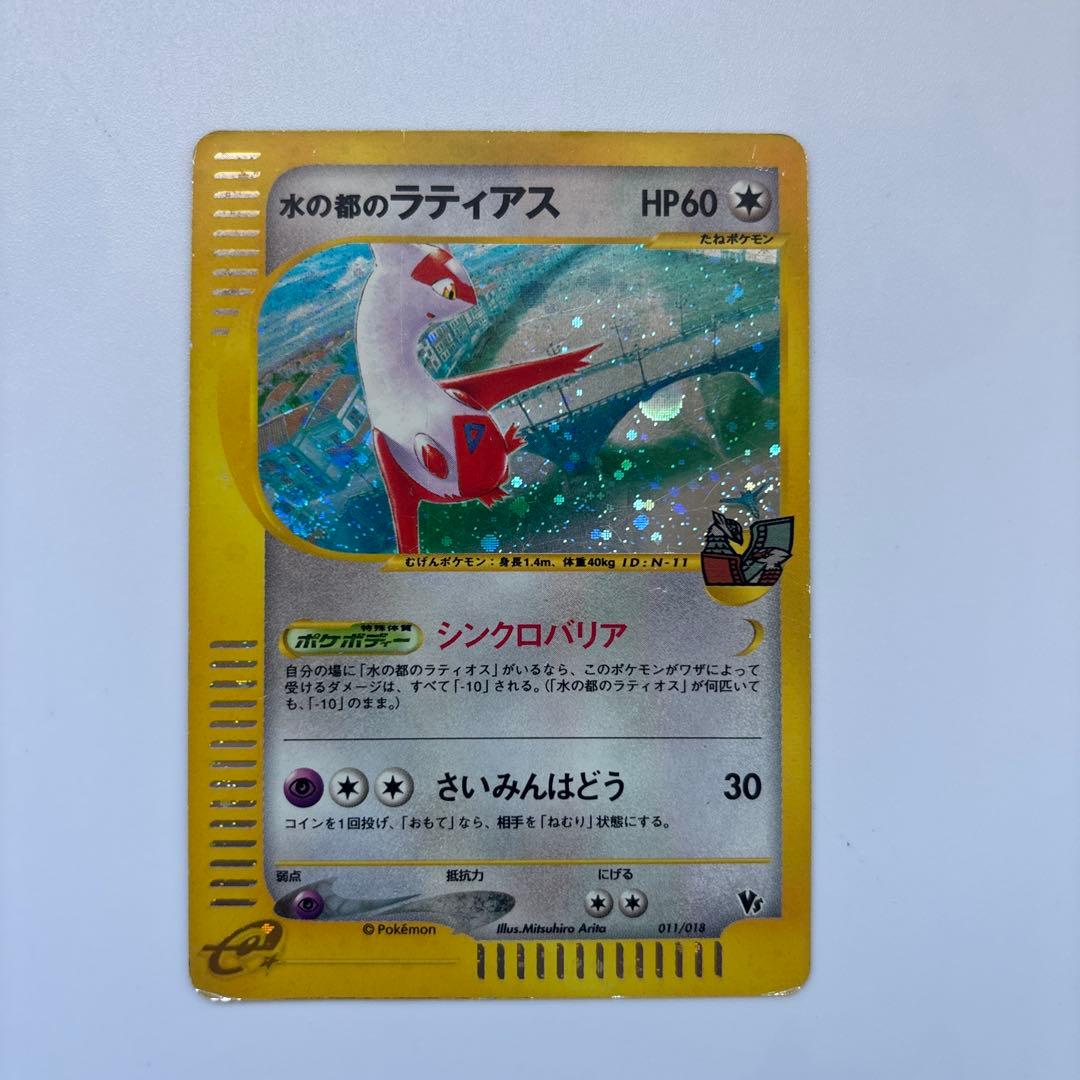 水の都のラティアス HP60
たねポケモン
むげんポケモン：身長1.4m、体重40kg ID:N-11
特殊体質
ポケボディー シンクロバリア
自分の場に「水の都のラティオス」がいるなら、このポケモンがワザによって
受けるダメージは、すべて「-10」される。（「水の都のラティオス」が何匹いて
も、「-10」のまま。）
さいみんはどう 30
コインを1回投げ、「おもて」なら、相手を「ねむり」状態にする。
弱点 抵抗力 にげる
e
Vs
©Pokémon Illus.Mitsuhiro Arita 011/018